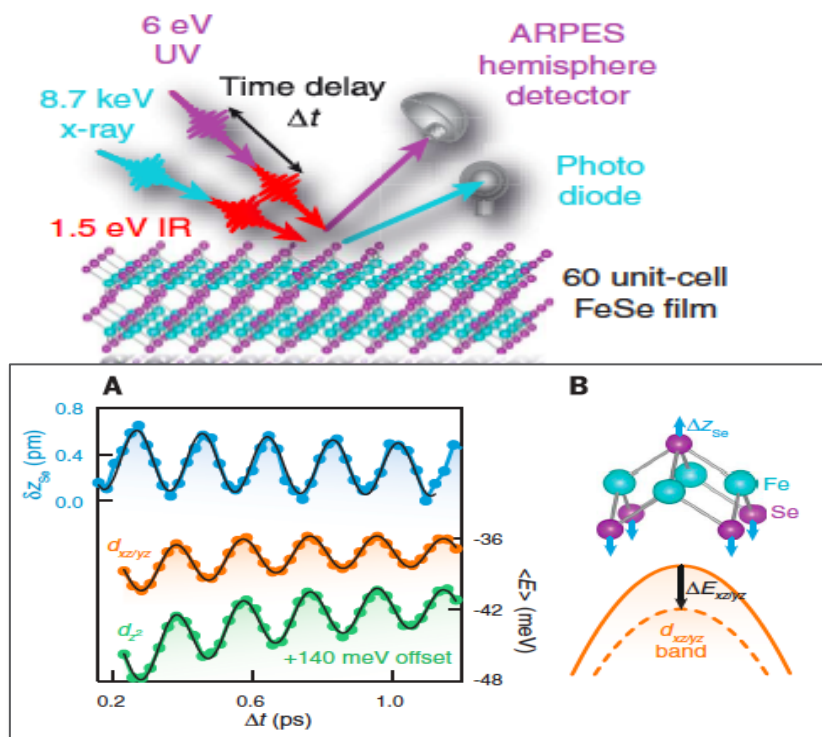 6 eV
UV
ARPES
hemisphere
detector
Time delay
Δt
8.7 keV
x-ray
Photo
diode
1.5 eV IR
60 unit-cell
FeSe film
A
B
0.8
0.4
0.0
δz_Se (pm)
d_xz/yz
d_z²
+140 meV offset
-36
-42
-48
<E> (meV)
0.2
0.6
1.0
Δt (ps)
Δz_Se
Fe
Se
ΔE_xz/yz
d_xz/yz
band